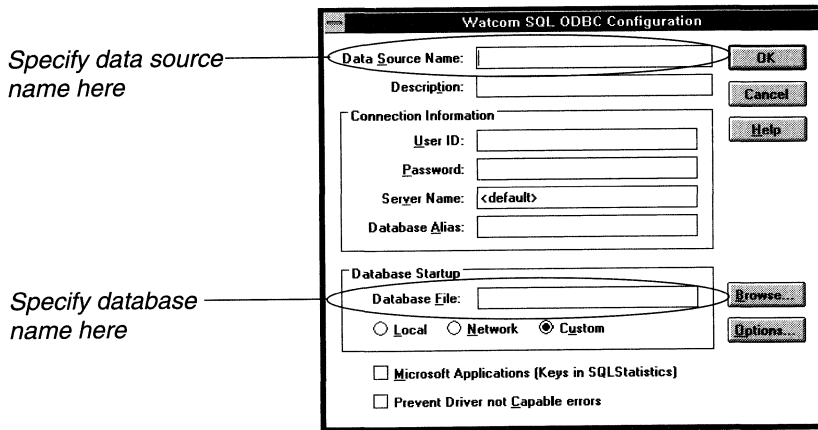 Watcom SQL ODBC Configuration
Specify data source
name here
Data Source Name:
OK
Description:
Cancel
Connection Information
Help
User ID:
Password:
Server Name: <default>
Database Alias:
Database Startup
Specify database
name here
Database File:
Browse...
Local Network Custom
Options...
Microsoft Applications (Keys in SQLStatistics)
Prevent Driver not Capable errors